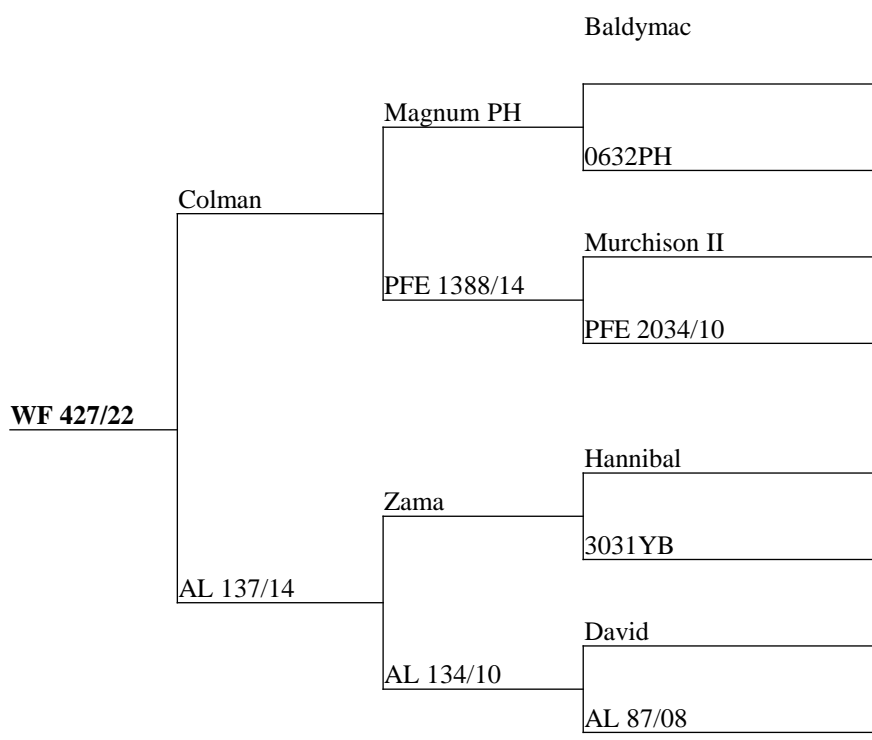 Baldymac
Magnum PH
0632PH
Colman
Murchison II
PFE 1388/14
PFE 2034/10
WF 427/22
Hannibal
Zama
3031YB
AL 137/14
David
AL 134/10
AL 87/08